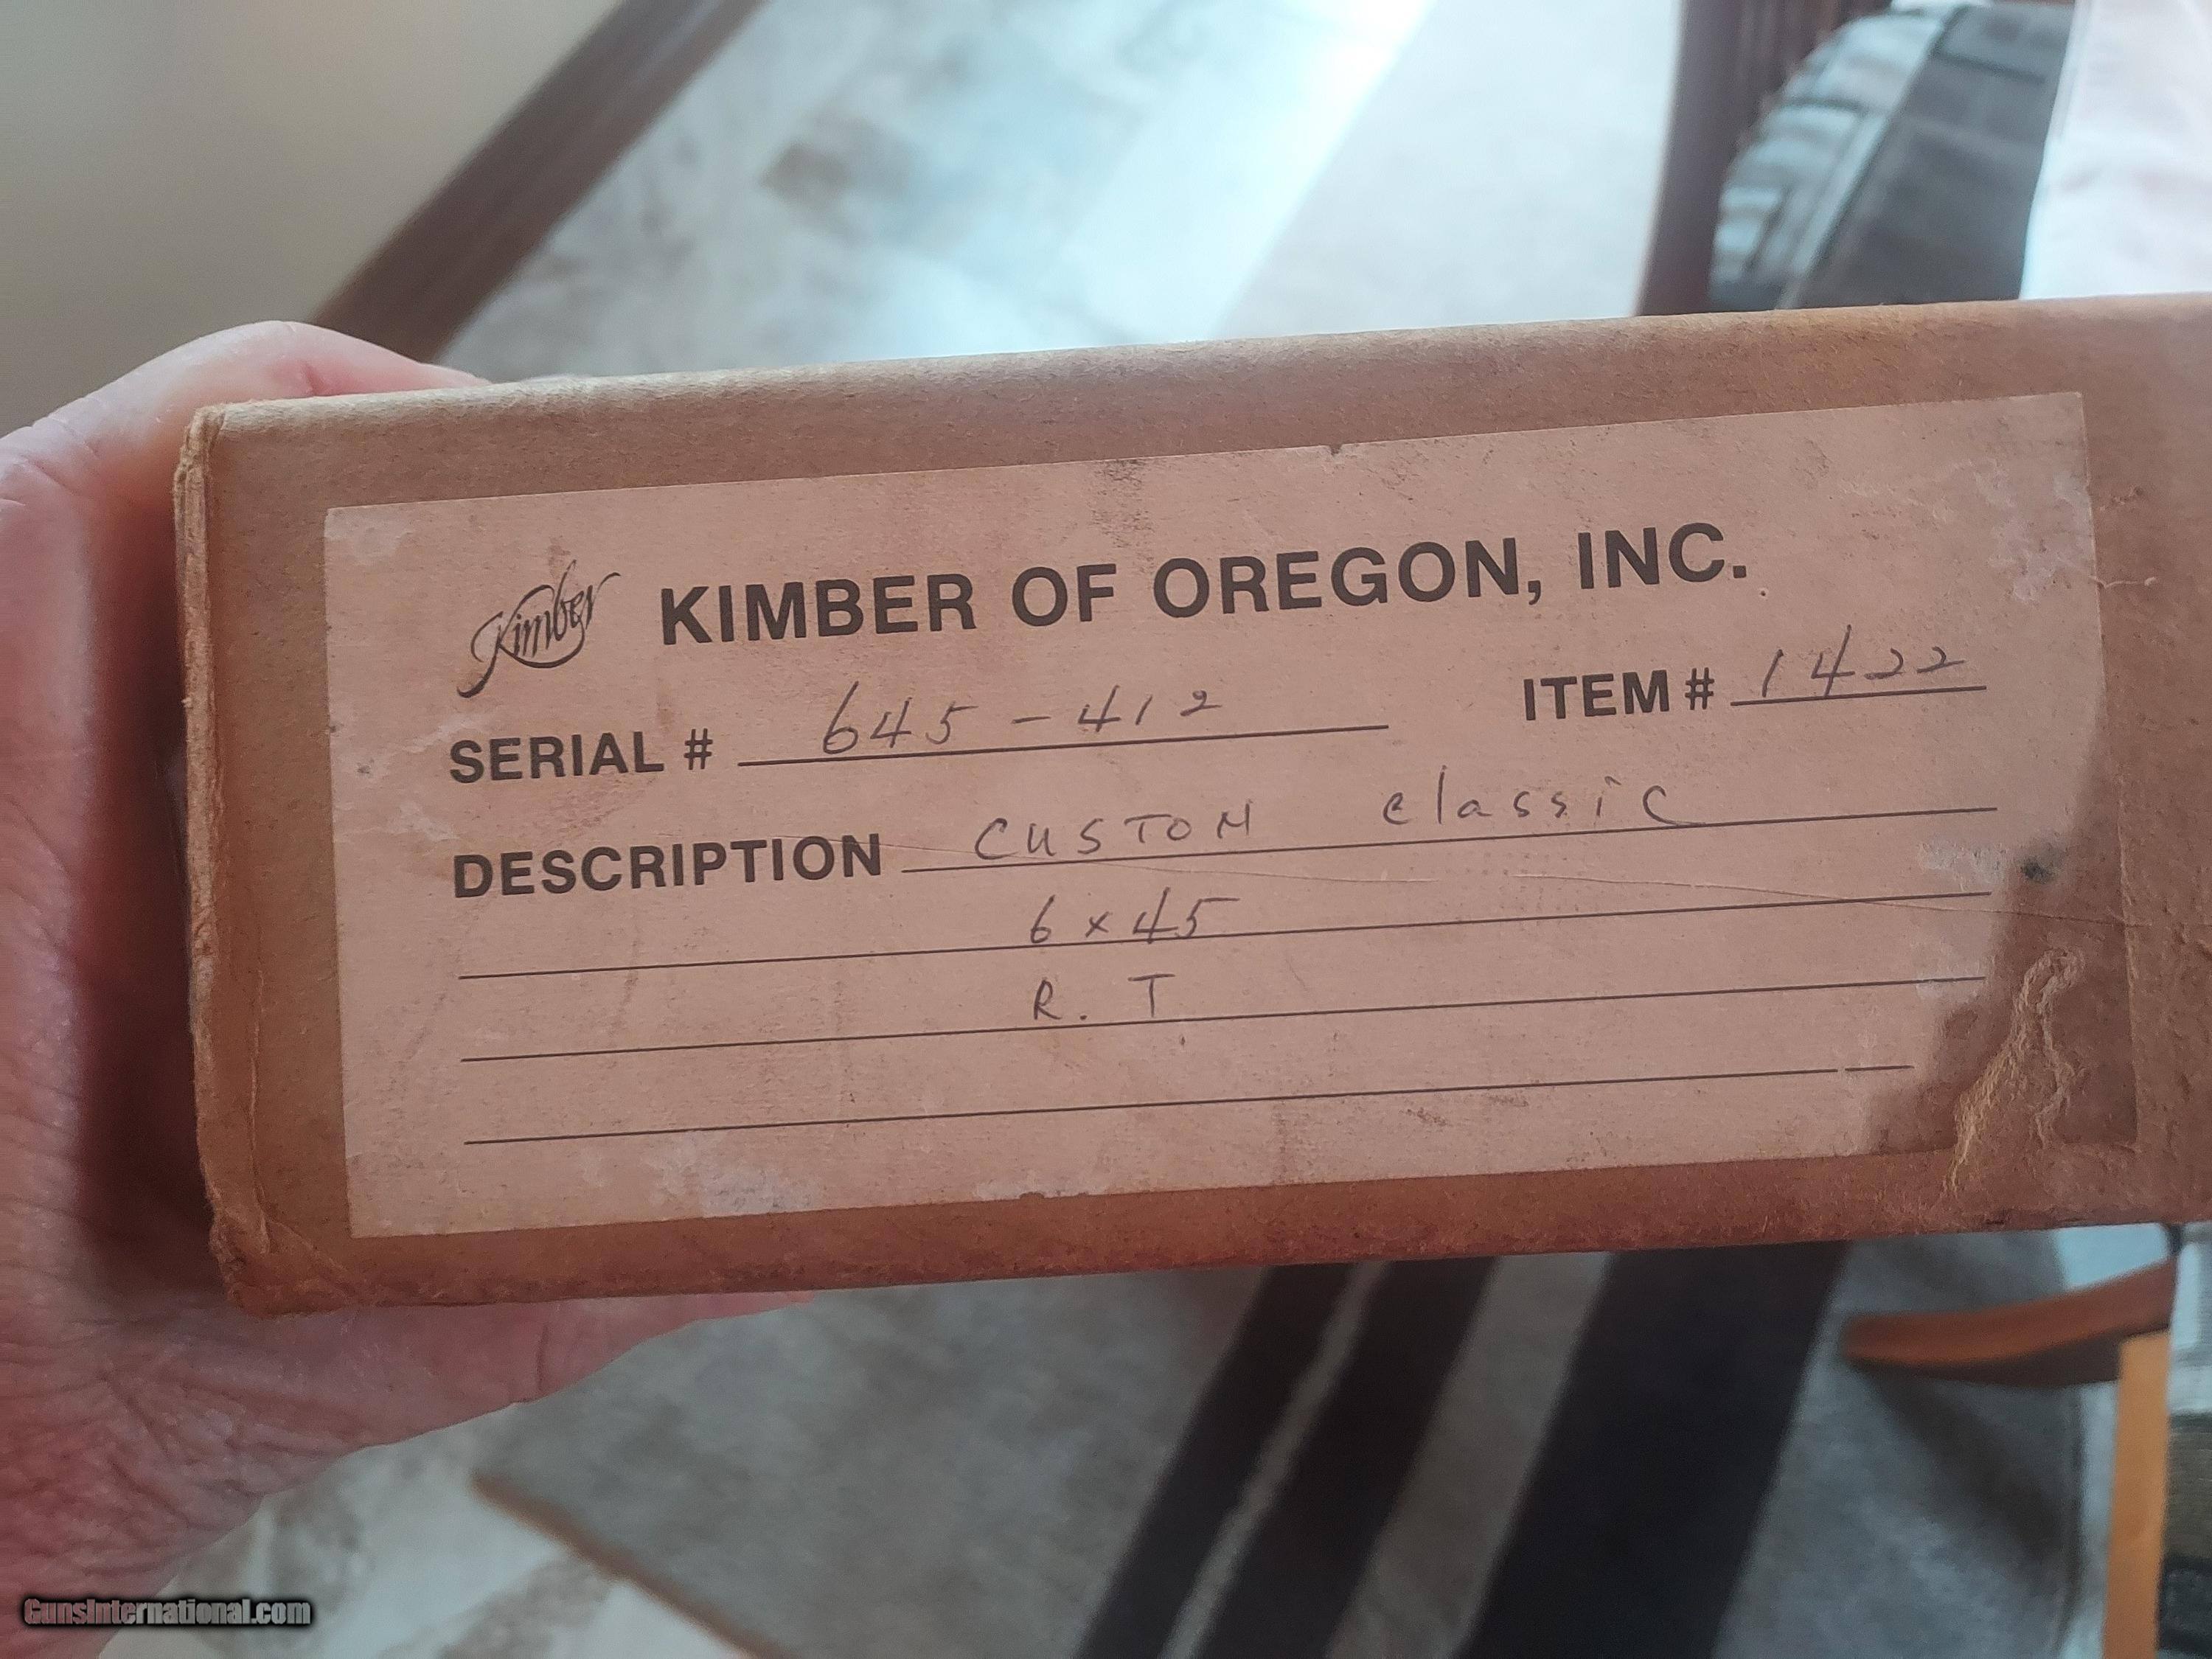 Kimber KIMBER OF OREGON, INC.
SERIAL # 645-412 ITEM # 1422
DESCRIPTION CUSTOM classic
6x45
R. T
GunsInternational.com